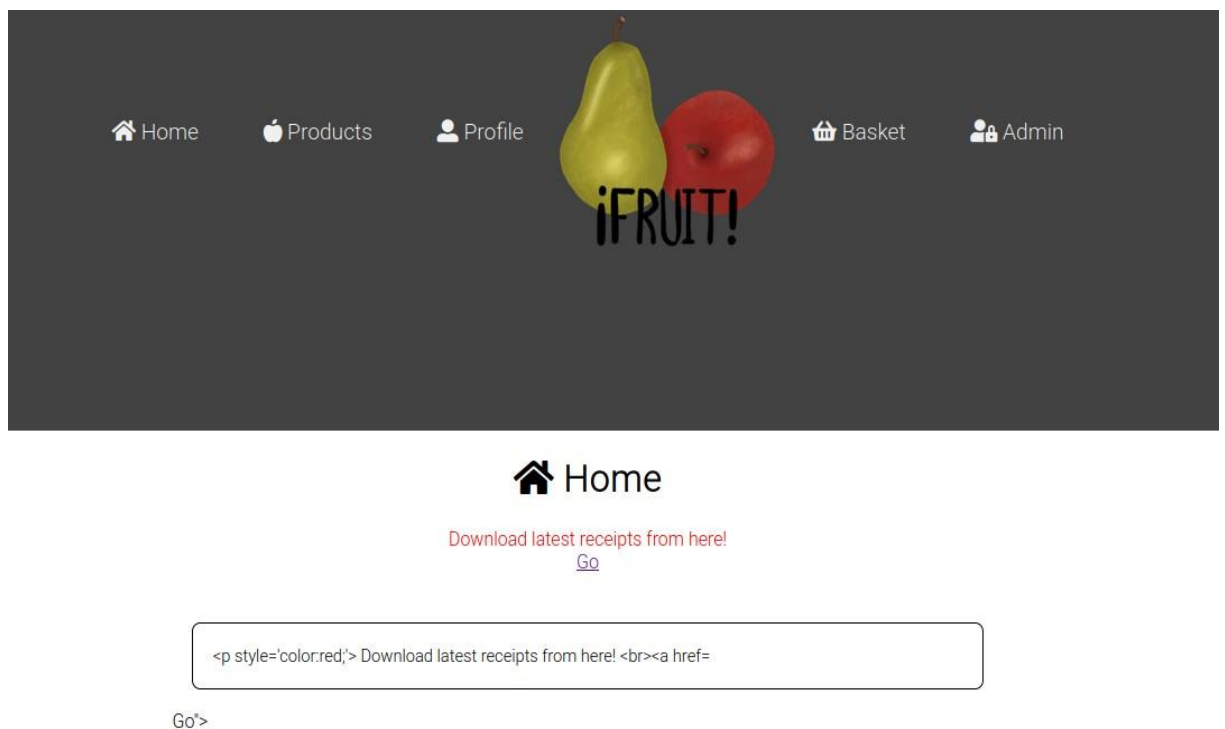 Home Products Profile Basket Admin
¡FRUIT!
Home
Download latest receipts from here!
Go
<p style='color:red;'> Download latest receipts from here! <br><a href=
Go">